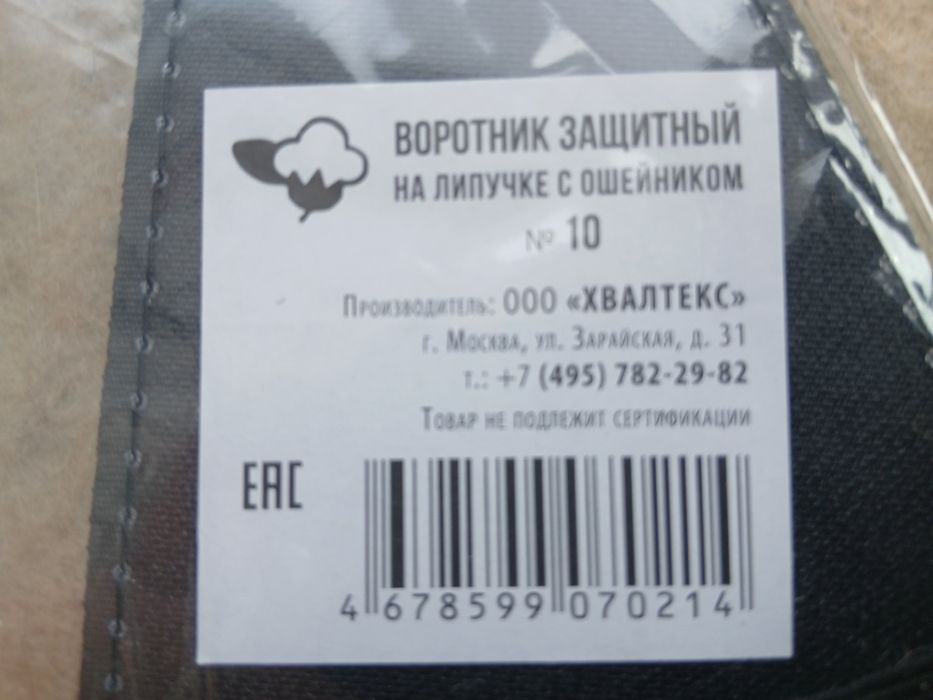 ВОРОТНИК ЗАЩИТНЫЙ
НА ЛИПУЧКЕ С ОШЕЙНИКОМ
№ 10
Производитель: ООО «ХВАЛТЕКС»
г. Москва, ул. Зарайская, д. 31
т.: +7 (495) 782-29-82
Товар не подлежит сертификации
ЕАС
4 678599 070214